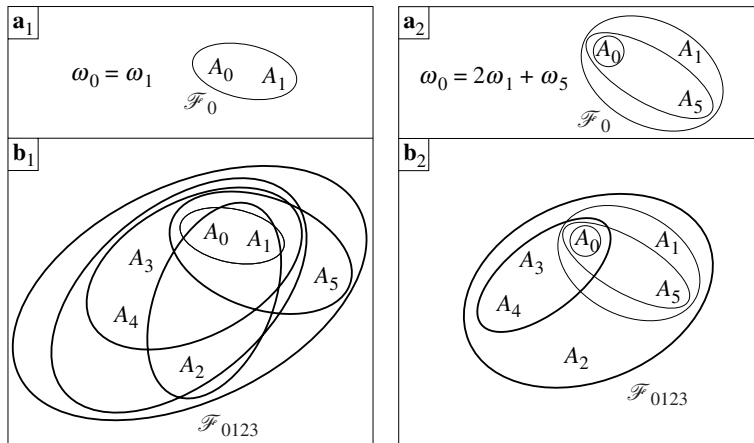 a₁
ω₀ = ω₁
A₀
A₁
ℱ₀
a₂
ω₀ = 2ω₁ + ω₅
A₀
A₁
A₅
ℱ₀
b₁
A₀
A₁
A₃
A₅
A₄
A₂
ℱ₀₁₂₃
b₂
A₀
A₁
A₃
A₅
A₄
A₂
ℱ₀₁₂₃